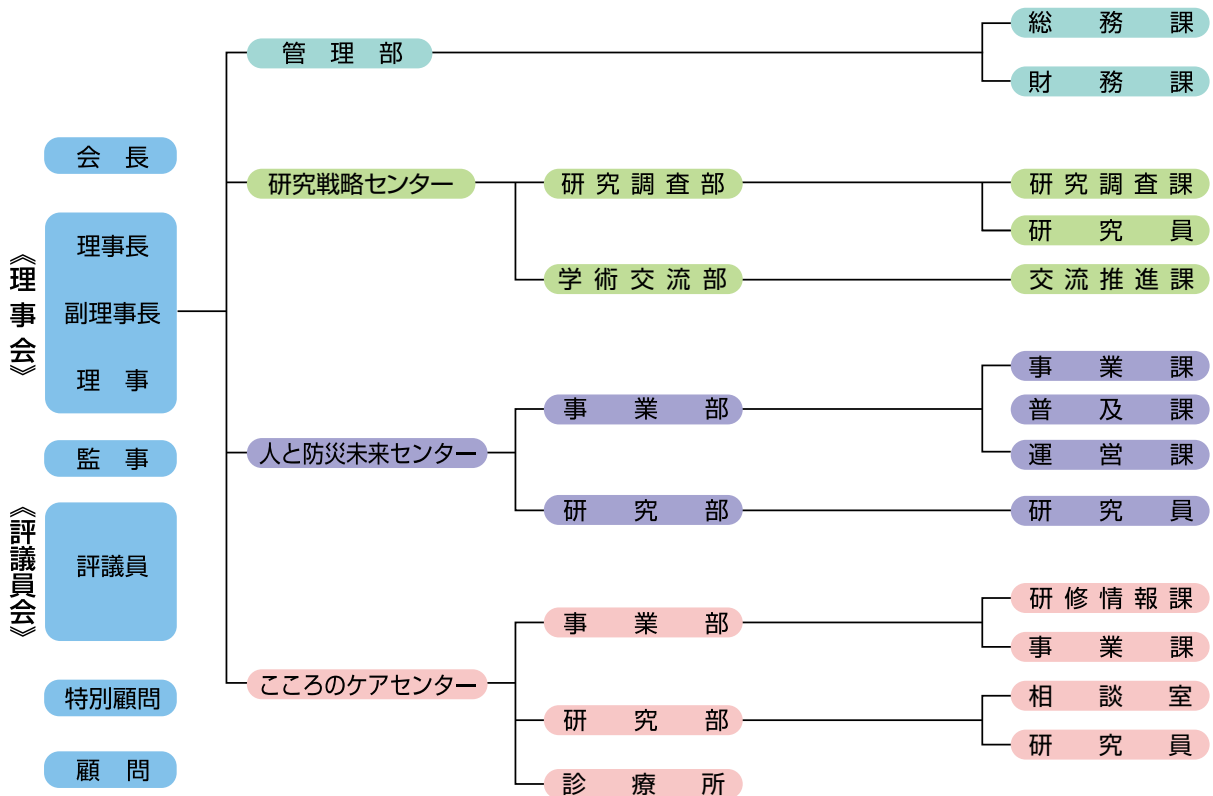 会長
《理事会》
理事長
副理事長
理事
監事
《評議員会》
評議員
特別顧問
顧問
管理部
総務課
財務課
研究戦略センター
研究調査部
研究調査課
研究員
学術交流部
交流推進課
人と防災未来センター
事業部
事業課
普及課
運営課
研究部
研究員
こころのケアセンター
事業部
研修情報課
事業課
研究部
相談室
研究員
診療所